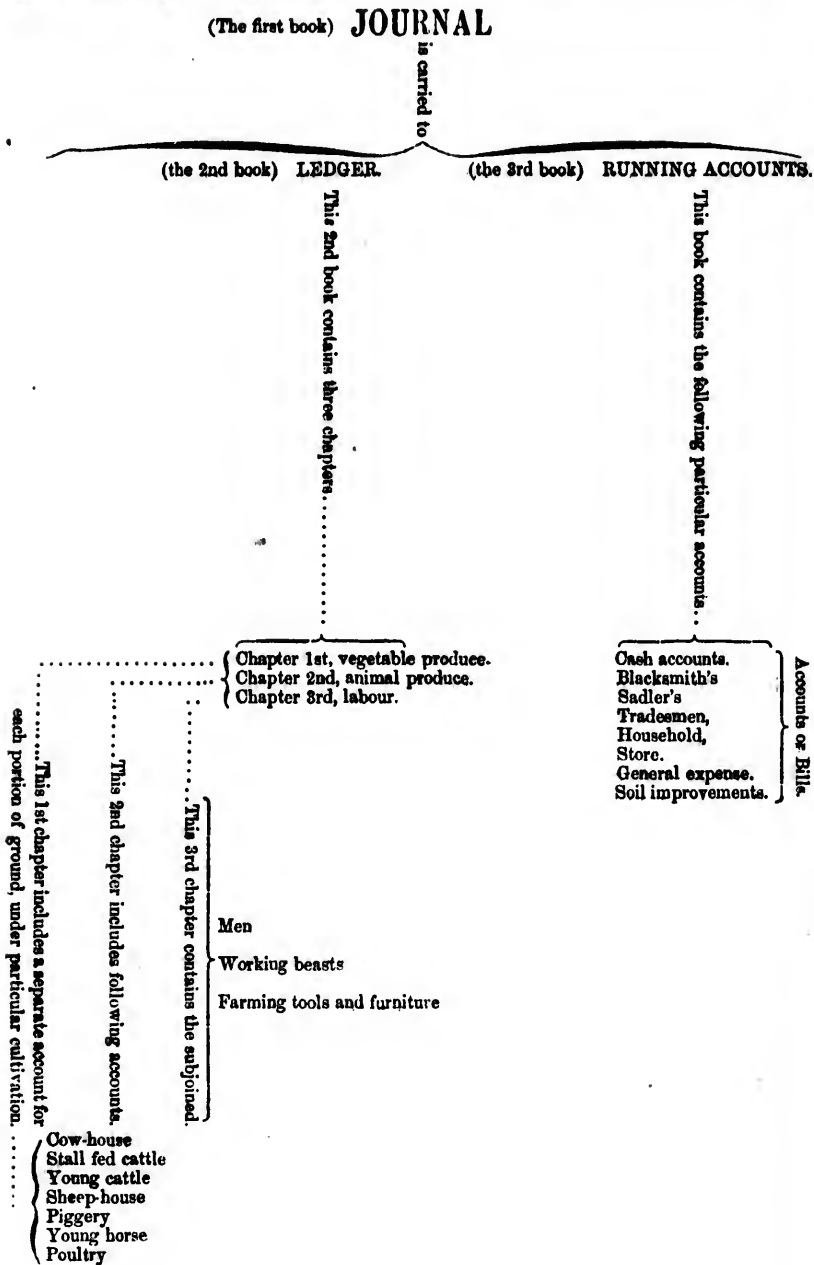 (The first book) JOURNAL
is carried to
(the 2nd book) LEDGER. (the 3rd book) RUNNING ACCOUNTS.
This 2nd book contains three chapters............
This book contains the following particular accounts....
Chapter 1st, vegetable produce.
Chapter 2nd, animal produce.
Chapter 3rd, labour.
Cash accounts.
Blacksmith's
Sadler's
Tradesmen,
Household,
Store.
General expense.
Soil improvements.
Accounts or Bills.
This 3rd chapter contains the subjoined.
Men
Working beasts
Farming tools and furniture
This 2nd chapter includes following accounts.
Cow-house
Stall fed cattle
Young cattle
Sheep-house
Piggery
Young horse
Poultry
This 1st chapter includes a separate account for
each portion of ground, under particular cultivation.